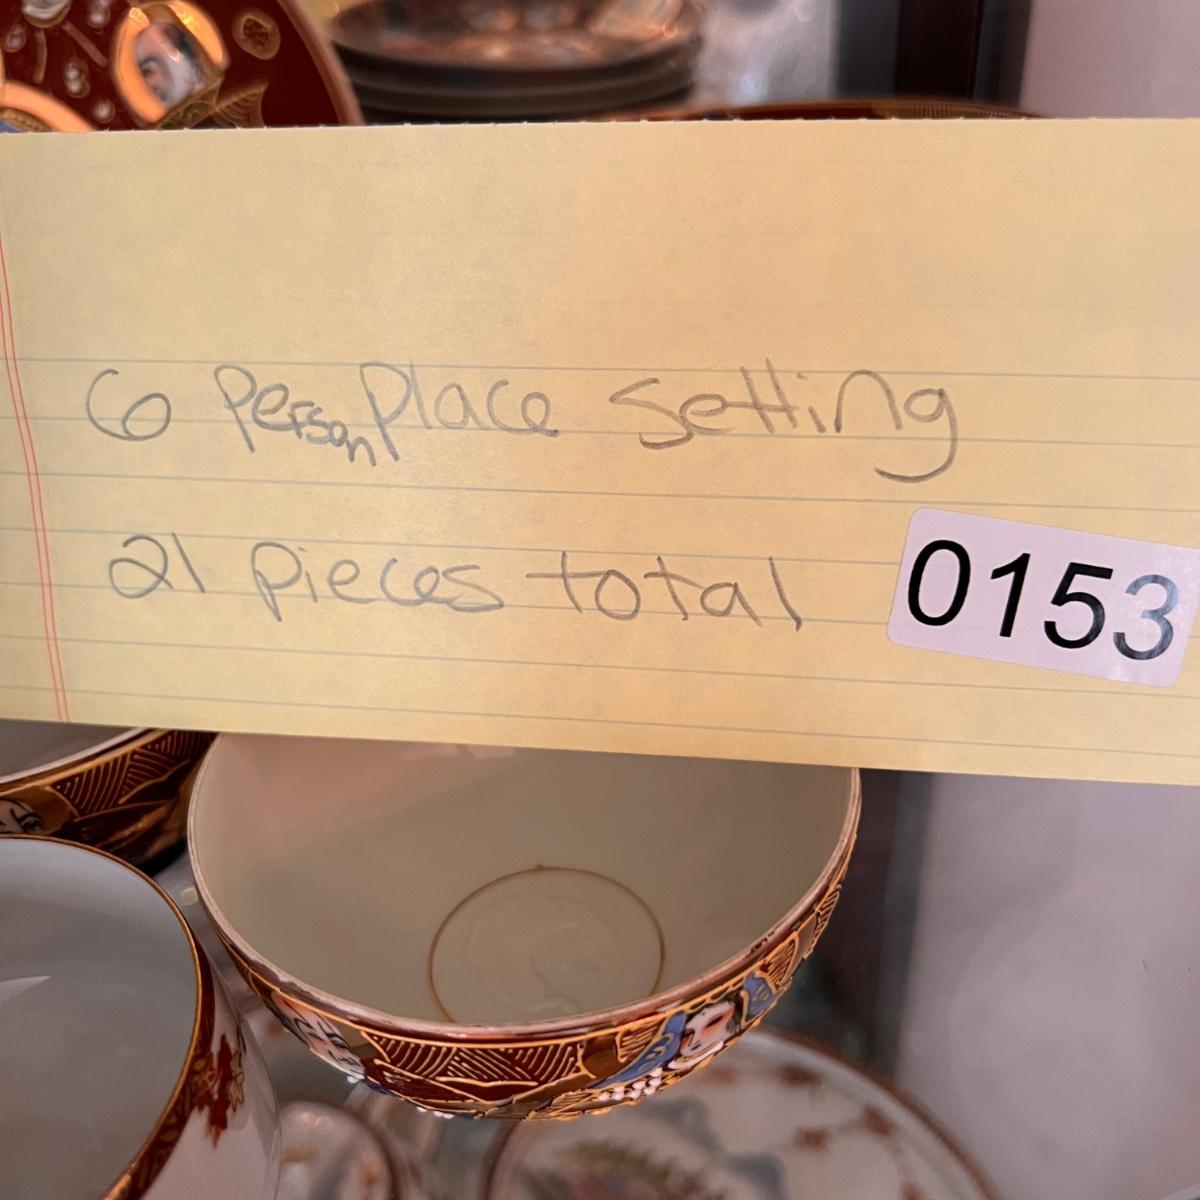 6 Person Place Setting
21 pieces total
0153